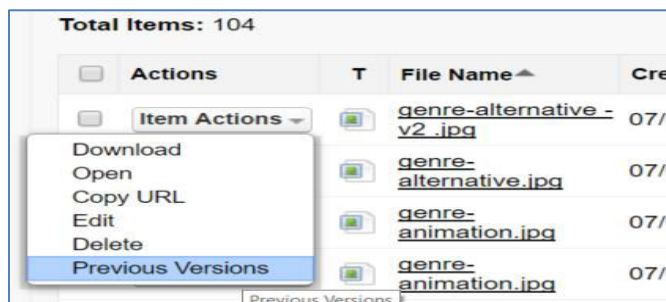 Total Items: 104
Actions T File Name Cre
Item Actions genre-alternative - 07/
v2 .jpg
Download
Open genre- 07/
alternative.jpg
Copy URL
Edit genre- 07/
animation.jpg
Delete
Previous Versions genre- 07/
animation.jpg
Previous Versions